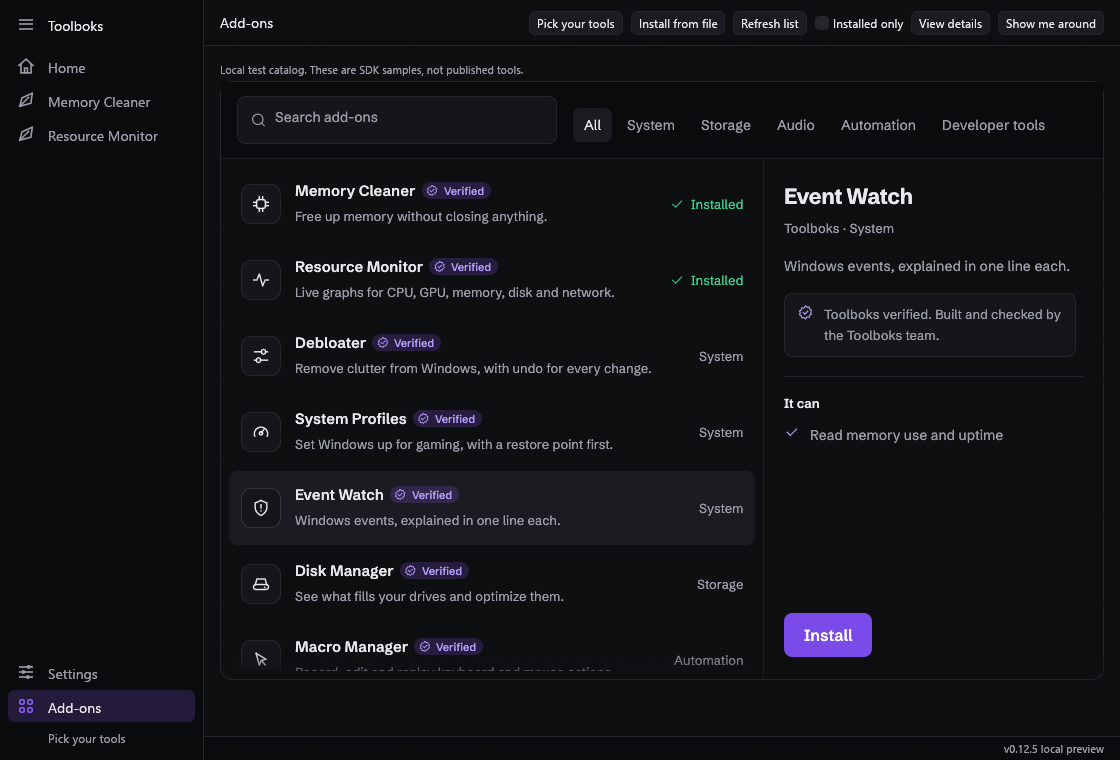 Toolboks
Home
Memory Cleaner
Resource Monitor
Settings
Add-ons
Pick your tools
Add-ons
Pick your tools
Install from file
Refresh list
Installed only
View details
Show me around
Local test catalog. These are SDK samples, not published tools.
Search add-ons
All
System
Storage
Audio
Automation
Developer tools
Memory Cleaner Verified
Free up memory without closing anything.
Installed
Resource Monitor Verified
Live graphs for CPU, GPU, memory, disk and network.
Installed
Debloater Verified
Remove clutter from Windows, with undo for every change.
System
System Profiles Verified
Set Windows up for gaming, with a restore point first.
System
Event Watch Verified
Windows events, explained in one line each.
System
Disk Manager Verified
See what fills your drives and optimize them.
Storage
Macro Manager Verified
Record, edit and replay keyboard and mouse actions.
Automation
Event Watch
Toolboks · System
Windows events, explained in one line each.
Toolboks verified. Built and checked by
the Toolboks team.
It can
Read memory use and uptime
Install
v0.12.5 local preview